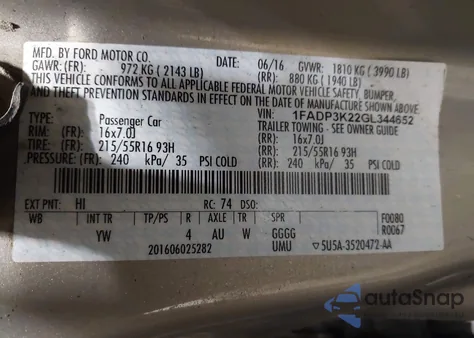 MFD. BY FORD MOTOR CO.
06/16 GVWR: 1810 KG ( 3990 LB)
GAWR: (FR): 972 KG ( 2143 LB) (RR): 880 KG ( 1940 LB)
THIS VEHICLE CONFORMS TO ALL APPLICABLE FEDERAL MOTOR VEHICLE SAFETY, BUMPER,
AND THEFT PREVENTION STANDARDS IN EFFECT ON THE DATE OF MANUFACTURE SHOWN ABOVE.
VIN: 1FADP3K22GL344652
TYPE: Passenger Car TRAILER TOWING - SEE OWNER GUIDE
RIM: (FR) 16x7.0J (RR): 16x7.0J
TIRE: (FR): 215/55R16 93H (RR): 215/55R16 93H
PRESSURE: (FR): 240 kPa/ 35 PSI COLD (RR): 240 kPa/ 35 PSI COLD
EXT PNT: HI RC: 74 DSO:
WB INT TR TP/PS R AXLE TR SPR F0080
YW 4 AU W GGGG R0067
201606025282 UMU 5U5A-3520472-AA
autoSnap